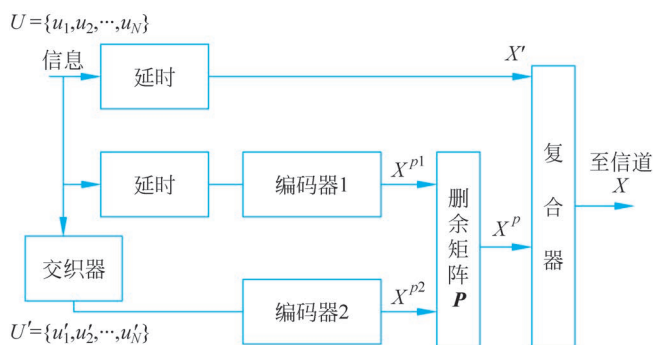 U={u₁,u₂,⋯,u_N}
信息
延时
X′
延时
编码器1
X^{p1}
删余矩阵P
X^p
复合器
至信道
X
交织器
编码器2
X^{p2}
U′={u′₁,u′₂,⋯,u′_N}